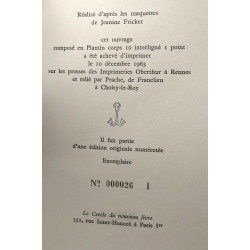 Réalisé d'après les maquettes
de Jeanine Fricker
cet ouvrage
composé en Plantin corps 10 interligné 1 point
a été achevé d'imprimer
le 10 décembre 1963
sur les presses des Imprimeries Oberthur à Rennes
et relié par Prache, de Franclieu
à Choisy-le-Roy
Il fait partie
d'une édition originale numérotée
Exemplaire
Nº 000026 I
Le Cercle du nouveau livre
352, rue Saint-Honoré à Paris 1er